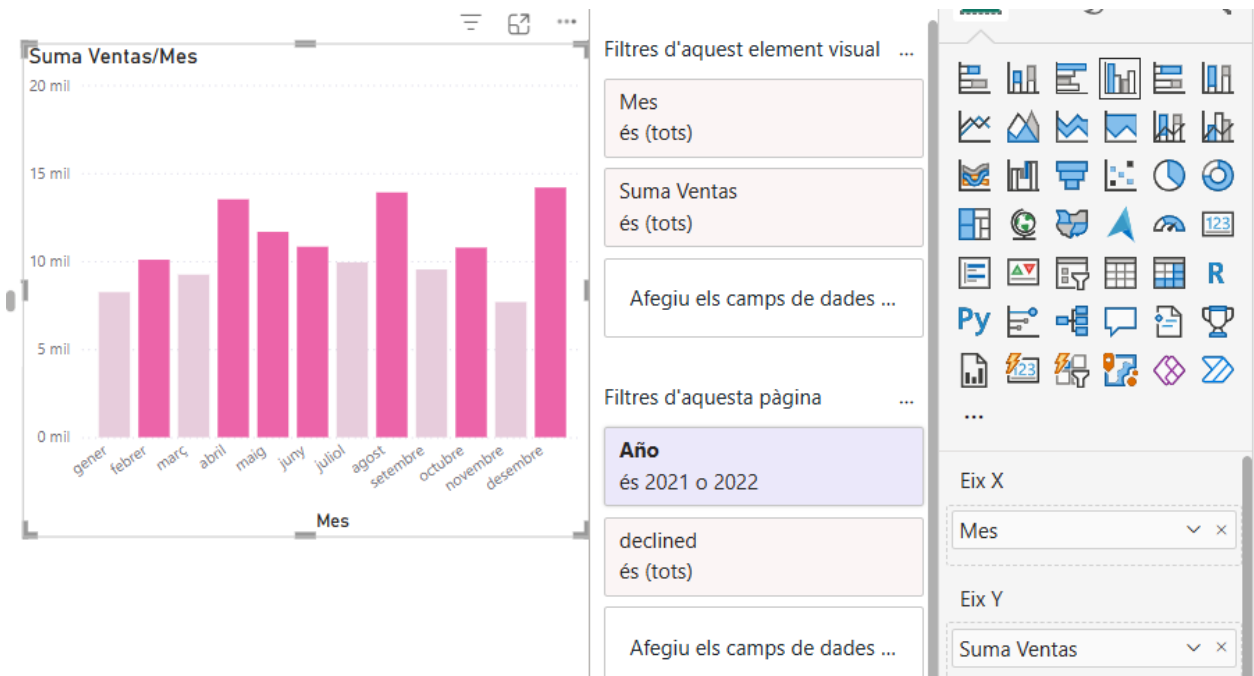 Suma Ventas/Mes
20 mil
15 mil
10 mil
5 mil
0 mil
gener
febrer
març
abril
maig
juny
juliol
agost
setembre
octubre
novembre
desembre
Mes
Filtres d'aquest element visual ...
Mes
és (tots)
Suma Ventas
és (tots)
Afegiu els camps de dades ...
Filtres d'aquesta pàgina ...
Año
és 2021 o 2022
declined
és (tots)
Afegiu els camps de dades ...
123
R
Py
123
...
Eix X
Mes
Eix Y
Suma Ventas